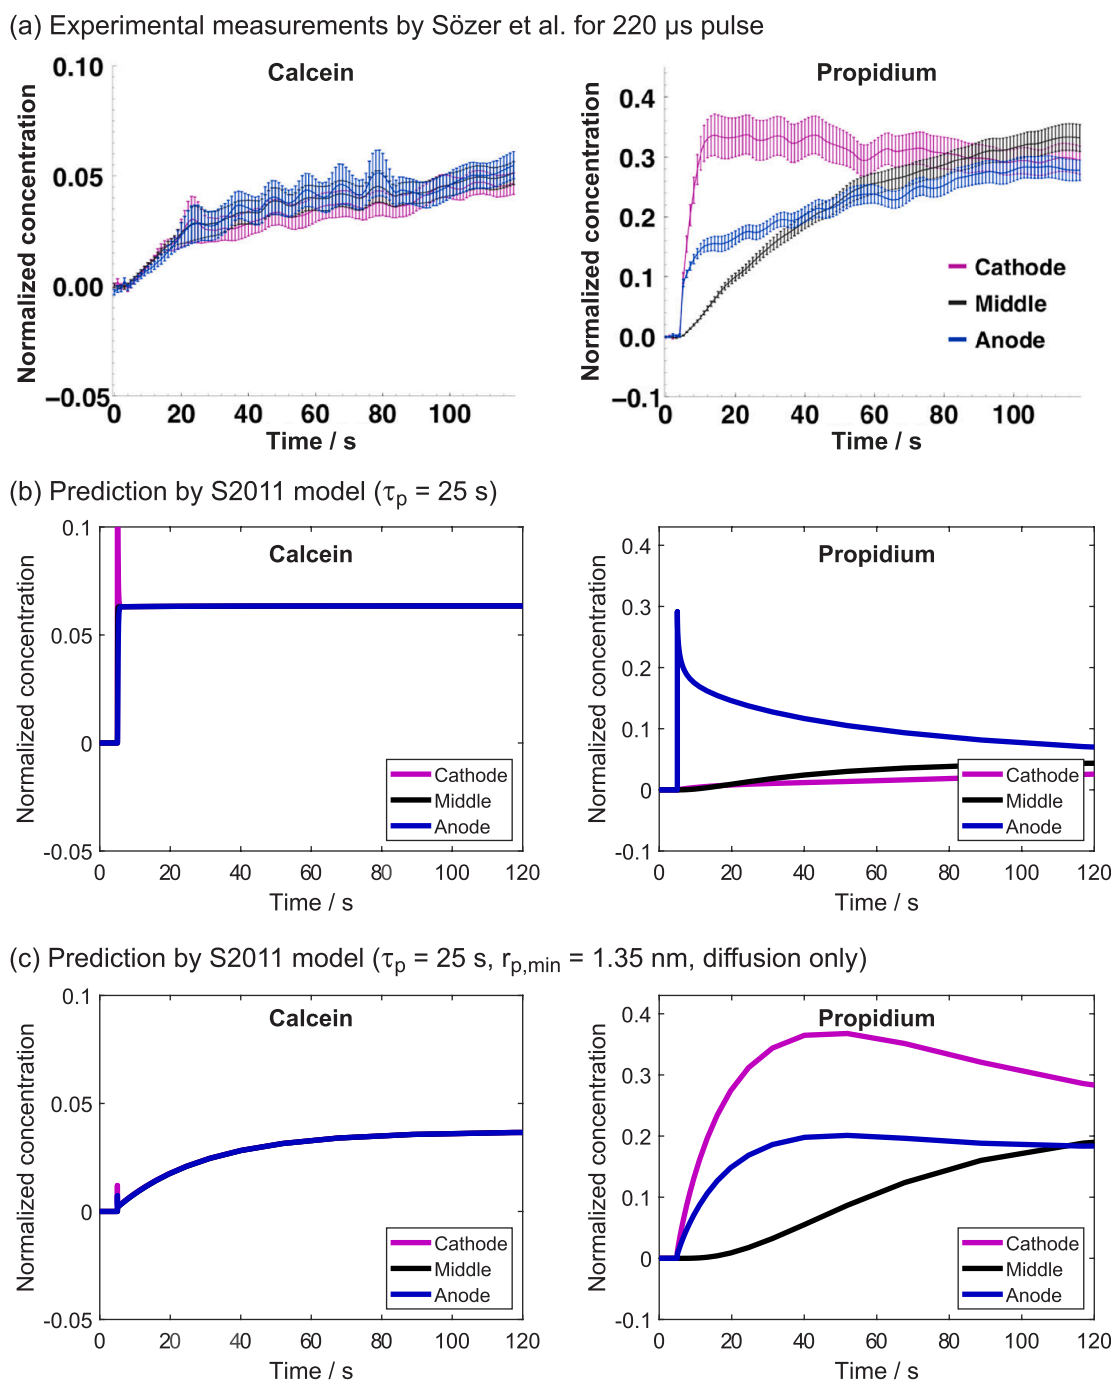 (a) Experimental measurements by Sözer et al. for 220 µs pulse
Calcein
Normalized concentration
0.10
0.05
0.00
−0.05
0 20 40 60 80 100
Time / s
Propidium
Normalized concentration
0.4
0.3
0.2
0.1
0.0
−0.1
0 20 40 60 80 100
Time / s
Cathode
Middle
Anode
(b) Prediction by S2011 model (τp = 25 s)
Calcein
Normalized concentration
0.1
0.05
0
-0.05
0 20 40 60 80 100 120
Time / s
Cathode
Middle
Anode
Propidium
Normalized concentration
0.4
0.3
0.2
0.1
0
-0.1
0 20 40 60 80 100 120
Time / s
Cathode
Middle
Anode
(c) Prediction by S2011 model (τp = 25 s, rp,min = 1.35 nm, diffusion only)
Calcein
Normalized concentration
0.1
0.05
0
-0.05
0 20 40 60 80 100 120
Time / s
Cathode
Middle
Anode
Propidium
Normalized concentration
0.4
0.3
0.2
0.1
0
-0.1
0 20 40 60 80 100 120
Time / s
Cathode
Middle
Anode